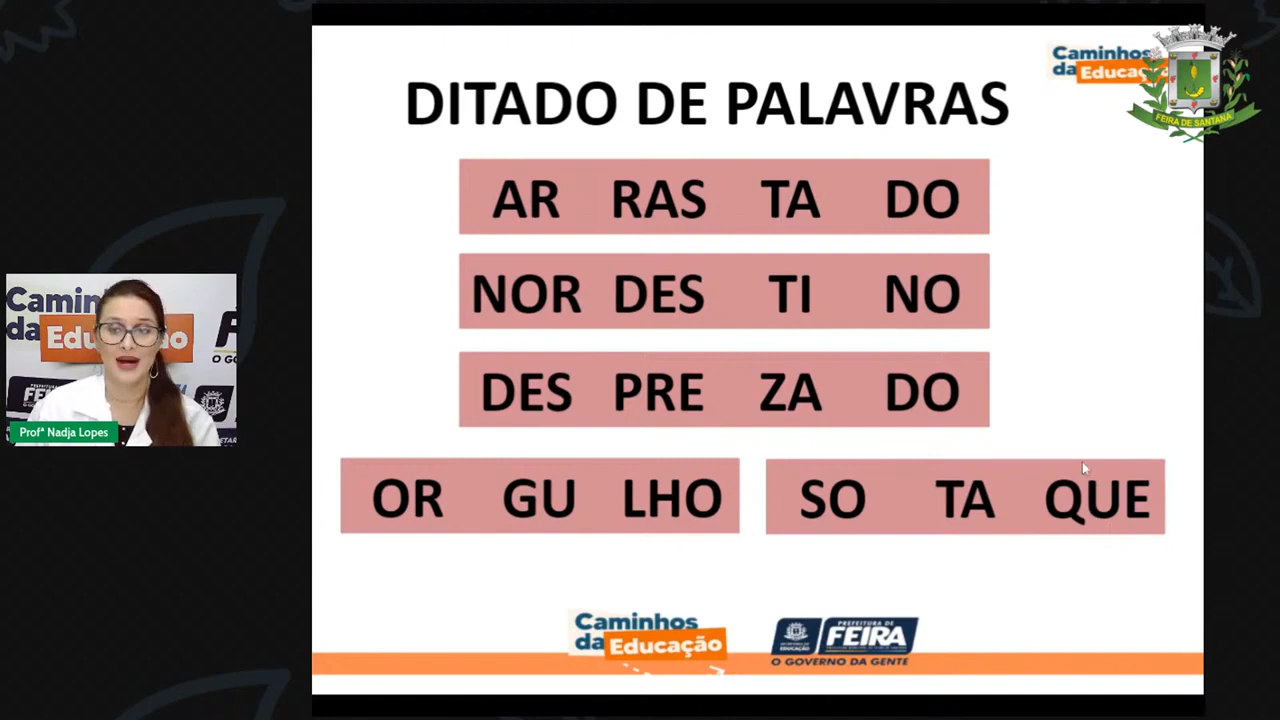 Caminhos
da Educação
FEIRA DE SANTANA
DITADO DE PALAVRAS
AR RAS TA DO
NOR DES TI NO
DES PRE ZA DO
OR GU LHO
SO TA QUE
Profª Nadja Lopes
Caminhos
da Educação
PREFEITURA DE
FEIRA
O GOVERNO DA GENTE